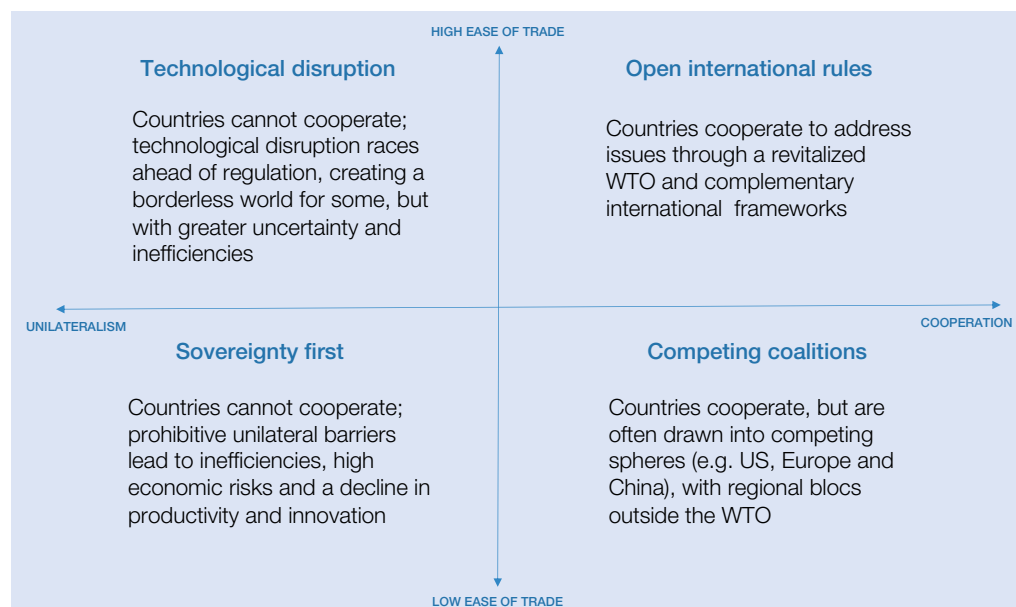 HIGH EASE OF TRADE
Technological disruption
Countries cannot cooperate;
technological disruption races
ahead of regulation, creating a
borderless world for some, but
with greater uncertainty and
inefficiencies
Open international rules
Countries cooperate to address
issues through a revitalized
WTO and complementary
international frameworks
UNILATERALISM
COOPERATION
Sovereignty first
Countries cannot cooperate;
prohibitive unilateral barriers
lead to inefficiencies, high
economic risks and a decline in
productivity and innovation
Competing coalitions
Countries cooperate, but are
often drawn into competing
spheres (e.g. US, Europe and
China), with regional blocs
outside the WTO
LOW EASE OF TRADE